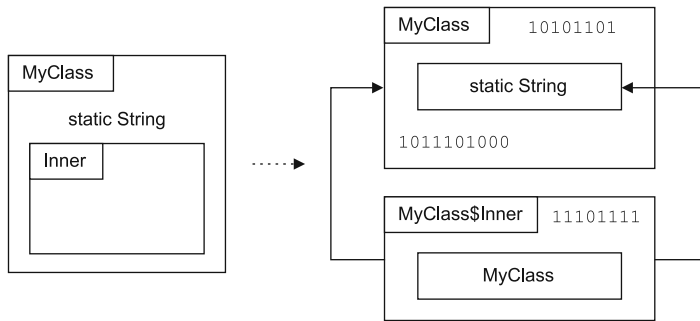 MyClass
static String
Inner
MyClass 10101101
static String
1011101000
MyClass$Inner 11101111
MyClass